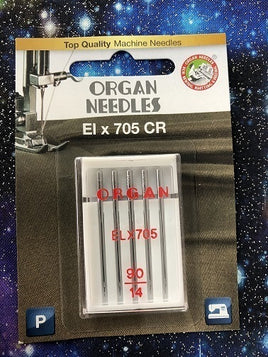 Top Quality Machine Needles
ORGAN
NEEDLES
El x 705 CR
ORGAN
ELX705
90
14
P